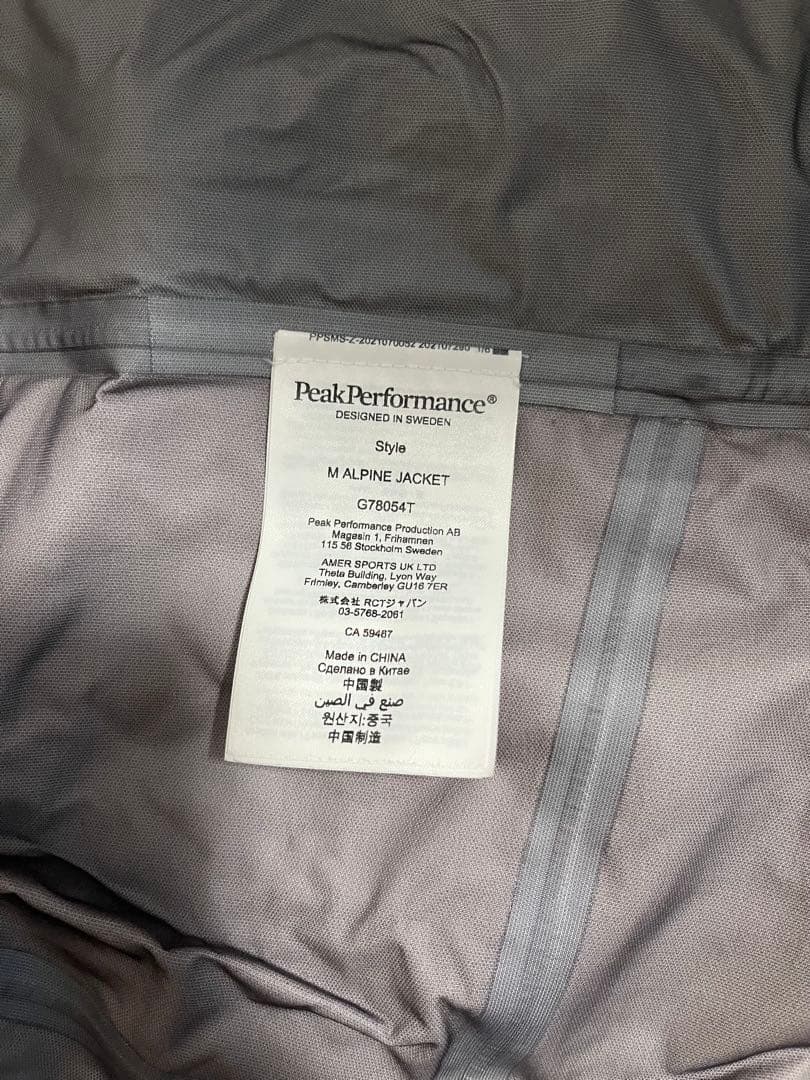 PeakPerformance®
DESIGNED IN SWEDEN
Style
M ALPINE JACKET
G78054T
Peak Performance Production AB
Magasin 1, Frihamnen
115 56 Stockholm Sweden
AMER SPORTS UK LTD
Theta Building, Lyon Way
Frimley, Camberley GU16 7ER
株式会社 RCTジャパン
03-5768-2061
CA 59487
Made in CHINA
Сделано в Китае
中国製
صنع في الصين
원산지:중국
中国制造